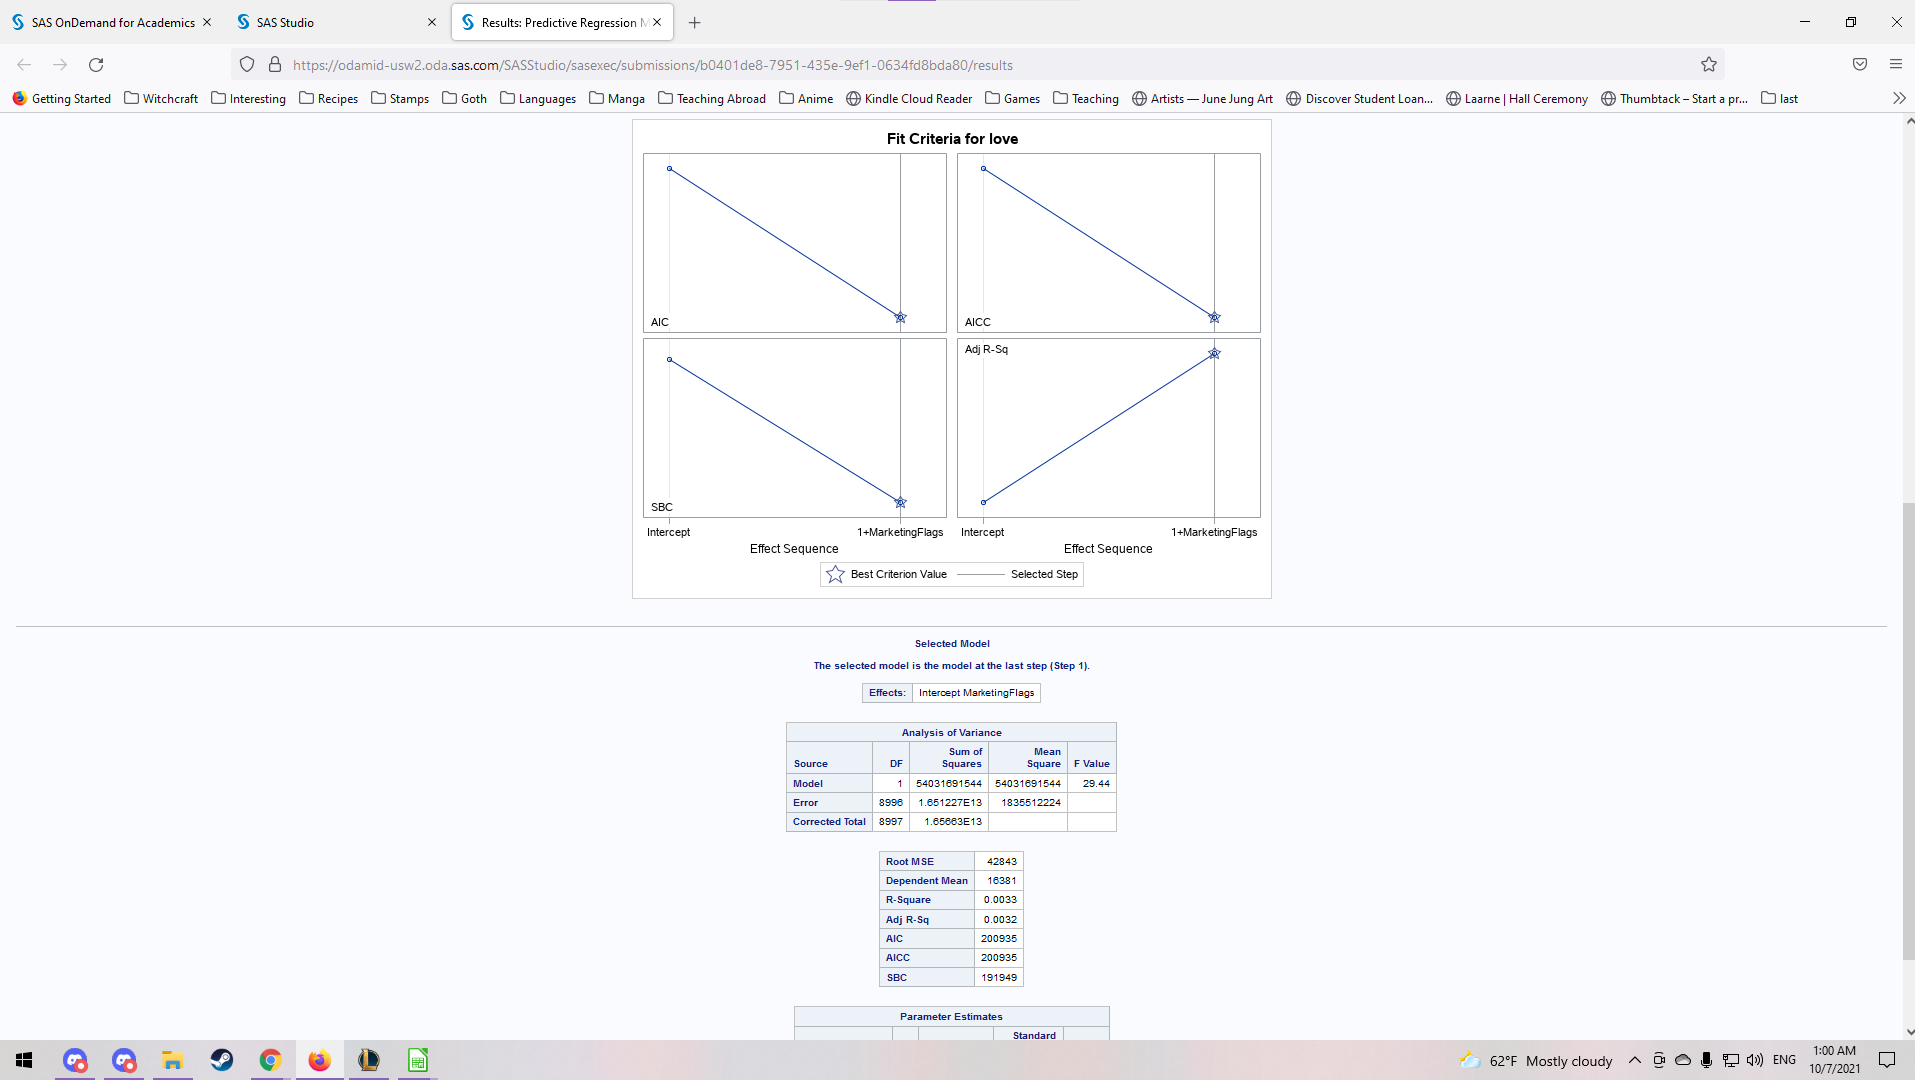 SAS OnDemand for Academics
SAS Studio
Results: Predictive Regression M
https://odamid-usw2.oda.sas.com/SASStudio/sasexec/submissions/b0401de8-7951-435e-9ef1-0634fd8bda80/results
Getting Started Witchcraft Interesting Recipes Stamps Goth Languages Manga Teaching Abroad Anime Kindle Cloud Reader Games Teaching Artists — June Jung Art Discover Student Loan... Laarne | Hall Ceremony Thumbtack – Start a pr... last
Fit Criteria for love
AIC
AICC
SBC
Adj R-Sq
Intercept 1+MarketingFlags Intercept 1+MarketingFlags
Effect Sequence Effect Sequence
Best Criterion Value Selected Step
Selected Model
The selected model is the model at the last step (Step 1).
Effects: Intercept MarketingFlags
Analysis of Variance
Source DF Sum of Squares Mean Square F Value
Model 1 54031691544 54031691544 29.44
Error 8996 1.651227E13 1835512224
Corrected Total 8997 1.65663E13
Root MSE 42843
Dependent Mean 16381
R-Square 0.0033
Adj R-Sq 0.0032
AIC 200935
AICC 200935
SBC 191949
Parameter Estimates
Standard
62°F Mostly cloudy ENG 1:00 AM
10/7/2021